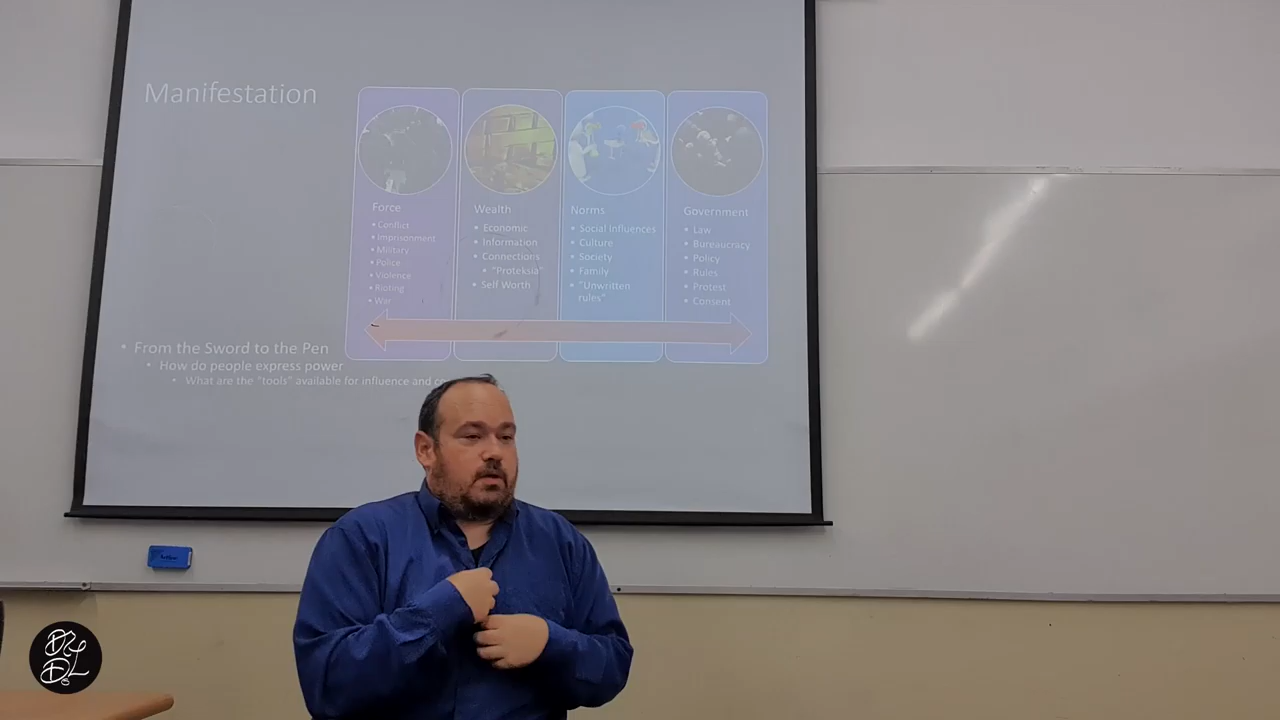 Manifestation
Force
• Conflict
• Imprisonment
• Military
• Police
• Violence
• Rioting
• War
Wealth
• Economic
• Information
• Connections
• "Proteksia"
• Self Worth
Norms
• Social Influences
• Culture
• Society
• Family
• "Unwritten
rules"
Government
• Law
• Bureaucracy
• Policy
• Rules
• Protest
• Consent
• From the Sword to the Pen
• How do people express power
• What are the "tools" available for influence and